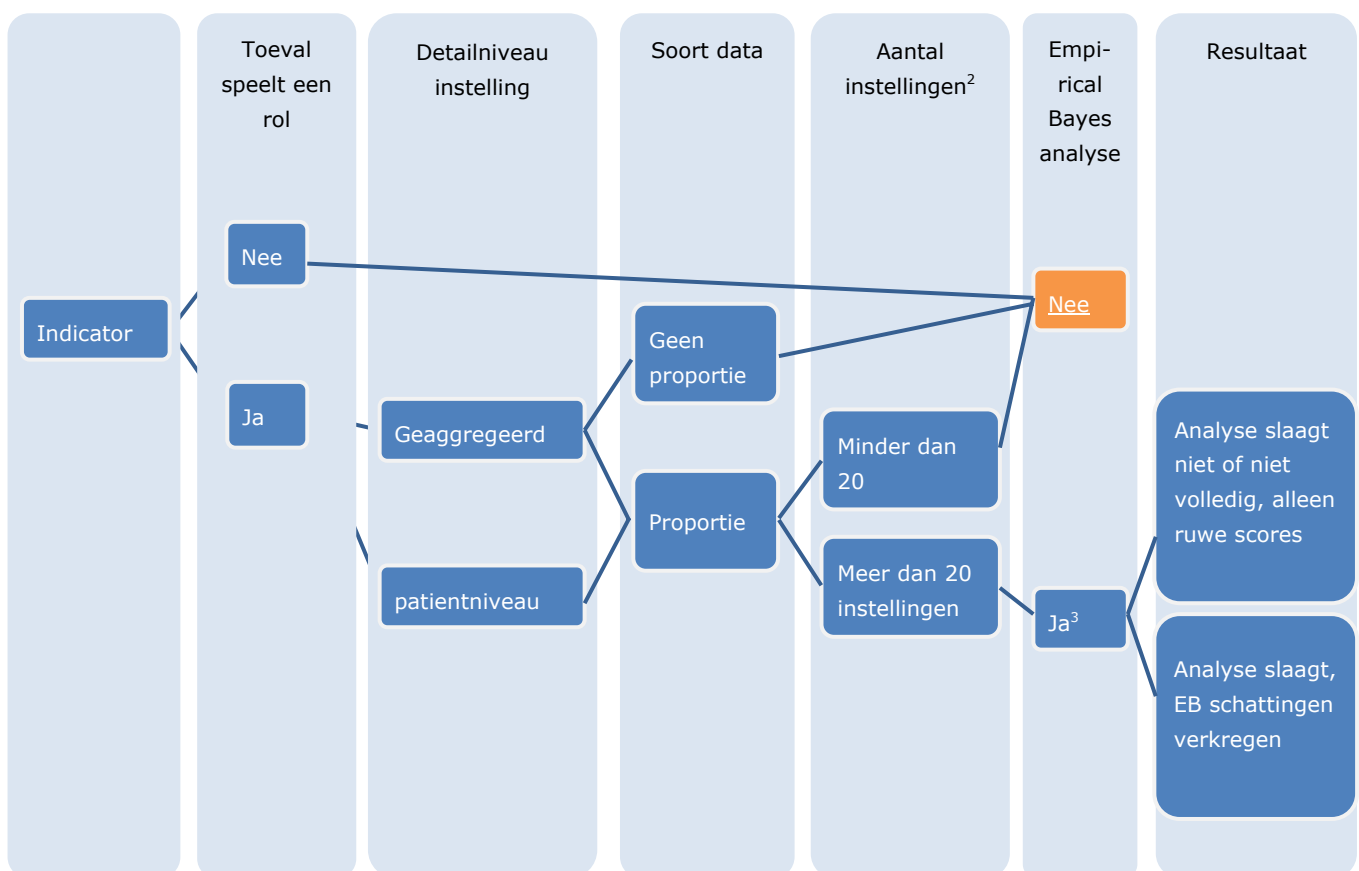 Toeval
speelt een
rol
Detailniveau
instelling
Soort data
Aantal
instellingen²
Empi-
rical
Bayes
analyse
Resultaat
Indicator
Nee
Ja
Geaggregeerd
patientniveau
Geen
proportie
Proportie
Minder dan
20
Meer dan 20
instellingen
Nee
Ja³
Analyse slaagt
niet of niet
volledig, alleen
ruwe scores
Analyse slaagt,
EB schattingen
verkregen